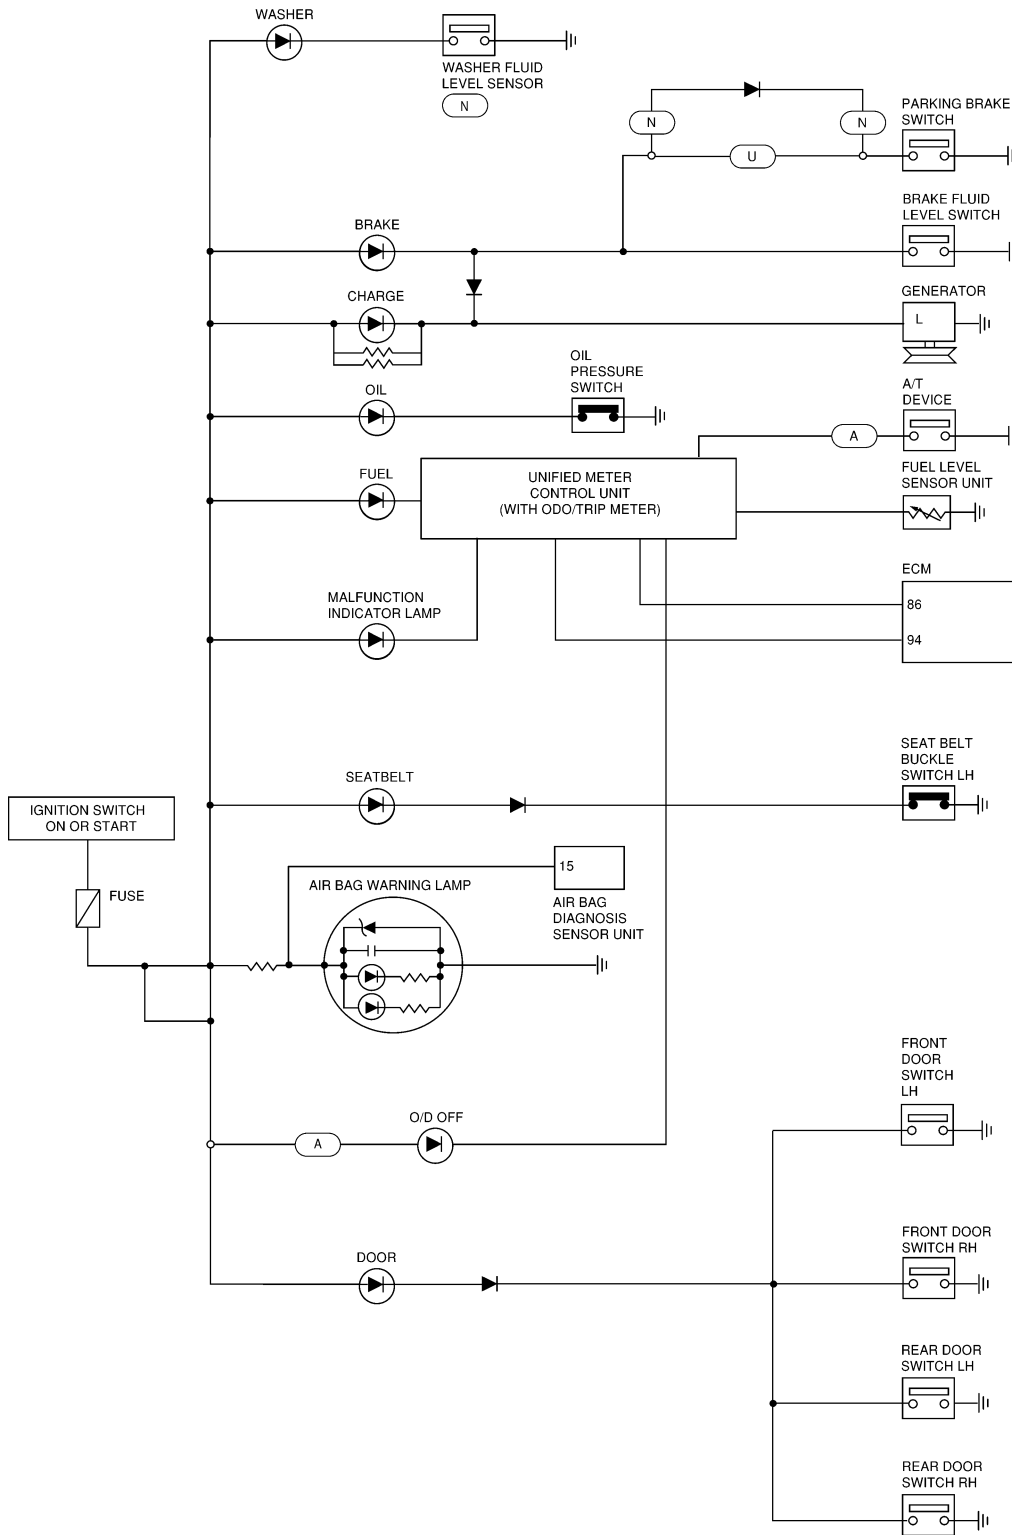 WASHER
WASHER FLUID
LEVEL SENSOR
N
N
N
U
PARKING BRAKE
SWITCH
BRAKE FLUID
LEVEL SWITCH
BRAKE
CHARGE
GENERATOR
L
OIL
PRESSURE
SWITCH
OIL
A/T
DEVICE
A
FUEL
UNIFIED METER
CONTROL UNIT
(WITH ODO/TRIP METER)
FUEL LEVEL
SENSOR UNIT
ECM
86
94
MALFUNCTION
INDICATOR LAMP
SEAT BELT
BUCKLE
SWITCH LH
SEATBELT
IGNITION SWITCH
ON OR START
FUSE
15
AIR BAG
DIAGNOSIS
SENSOR UNIT
AIR BAG WARNING LAMP
FRONT
DOOR
SWITCH
LH
O/D OFF
A
FRONT DOOR
SWITCH RH
DOOR
REAR DOOR
SWITCH LH
REAR DOOR
SWITCH RH